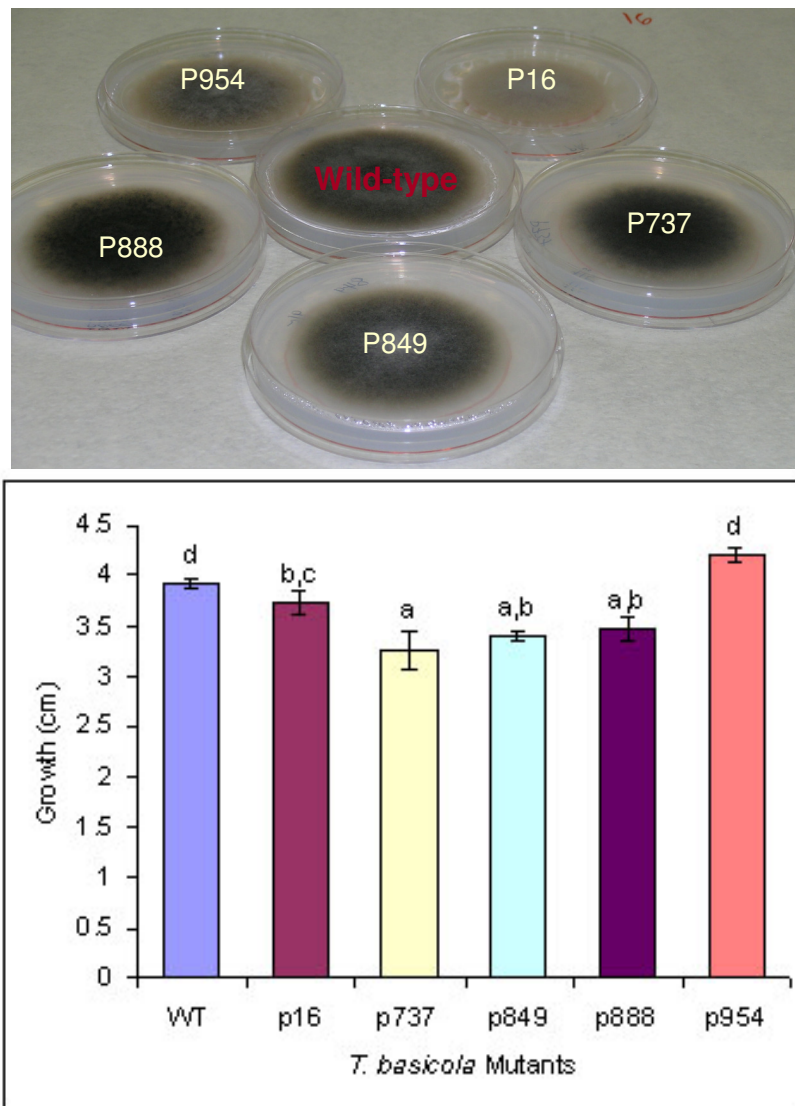 16
P954
P16
Wild-type
P888
P737
P849
4.5
4
3.5
3
2.5
2
1.5
1
0.5
0
Growth (cm)
d
b,c
a
a,b
a,b
d
WT
p16
p737
p849
p888
p954
T. basicola Mutants